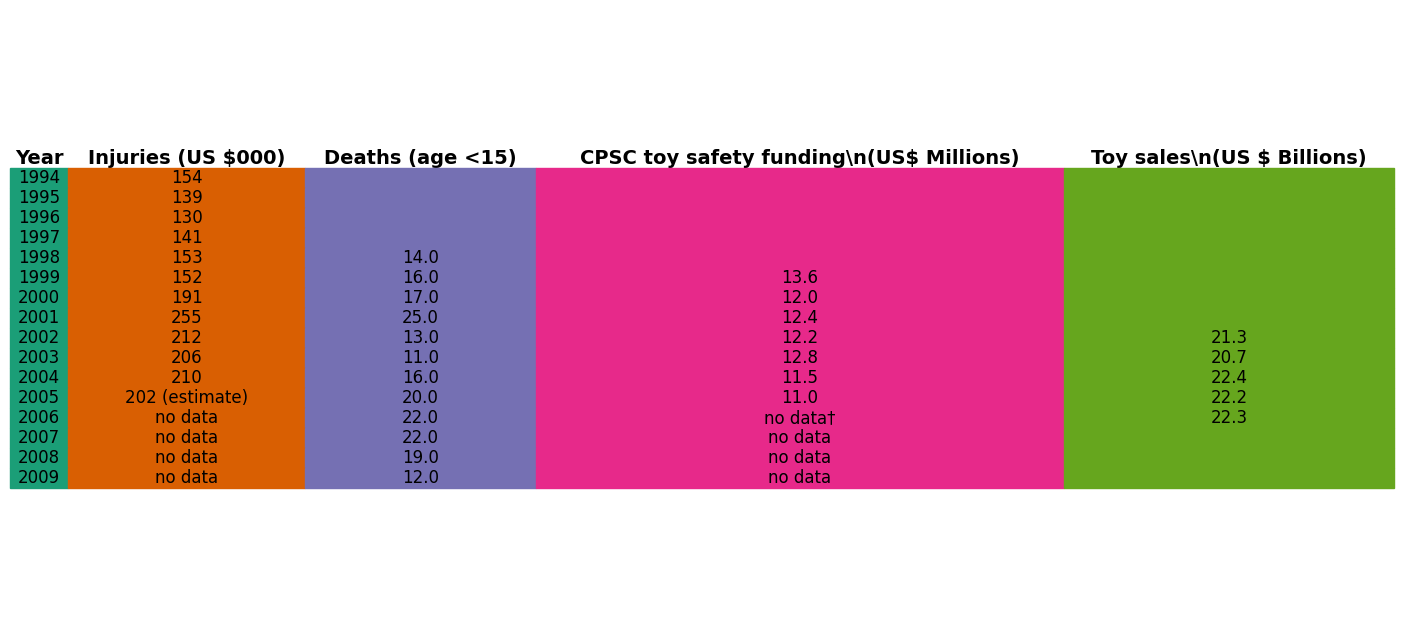 Year Injuries (US $000) Deaths (age <15) CPSC toy safety funding\n(US$ Millions) Toy sales\n(US $ Billions)
1994 154
1995 139
1996 130
1997 141
1998 153 14.0
1999 152 16.0 13.6
2000 191 17.0 12.0
2001 255 25.0 12.4
2002 212 13.0 12.2 21.3
2003 206 11.0 12.8 20.7
2004 210 16.0 11.5 22.4
2005 202 (estimate) 20.0 11.0 22.2
2006 no data 22.0 no data† 22.3
2007 no data 22.0 no data
2008 no data 19.0 no data
2009 no data 12.0 no data